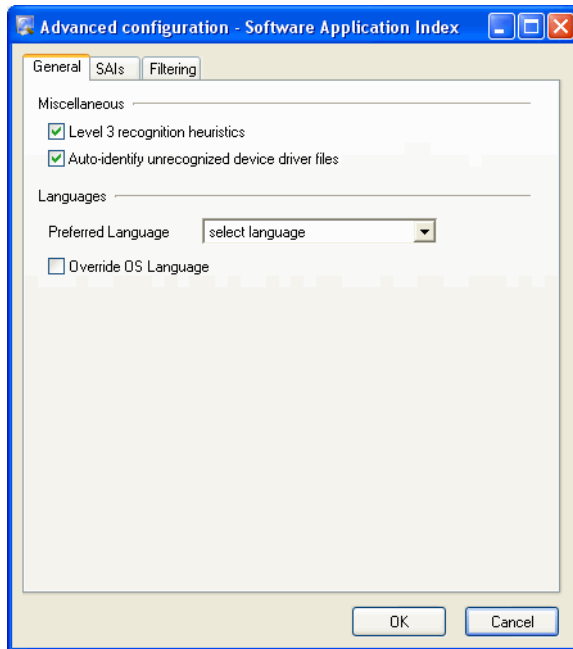 Advanced configuration - Software Application Index
General SAIs Filtering
Miscellaneous
Level 3 recognition heuristics
Auto-identify unrecognized device driver files
Languages
Preferred Language select language
Override OS Language
OK Cancel